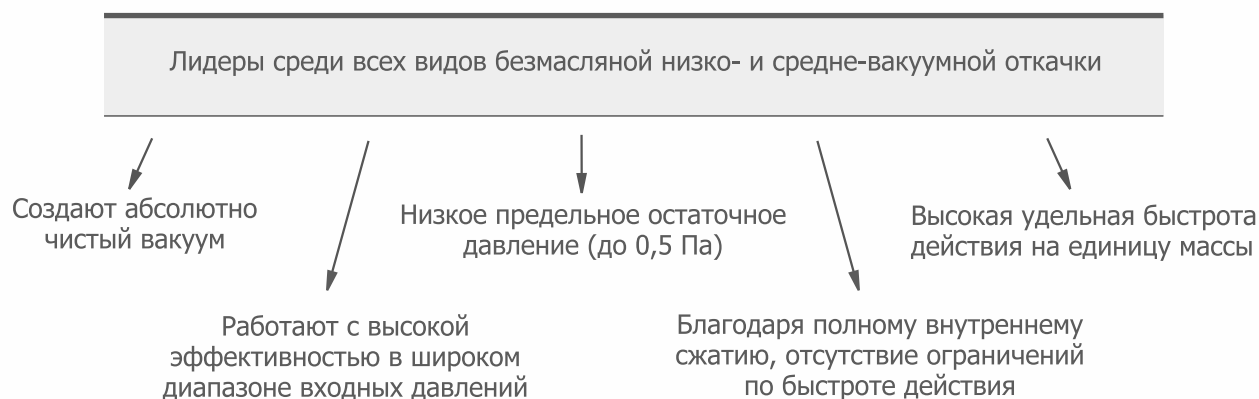 Лидеры среди всех видов безмасляной низко- и средне-вакуумной откачки
Создают абсолютно
чистый вакуум
Низкое предельное остаточное
давление (до 0,5 Па)
Высокая удельная быстрота
действия на единицу массы
Работают с высокой
эффективностью в широком
диапазоне входных давлений
Благодаря полному внутреннему
сжатию, отсутствие ограничений
по быстроте действия